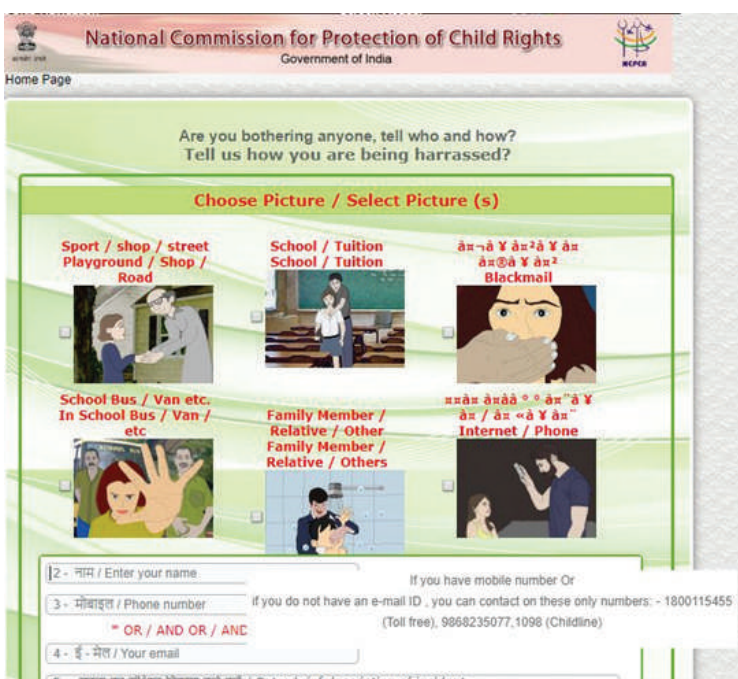 National Commission for Protection of Child Rights
Government of India
NCPCR
Home Page
Are you bothering anyone, tell who and how?
Tell us how you are being harrassed?
Choose Picture / Select Picture (s)
Sport / shop / street
Playground / Shop /
Road
School / Tuition
School / Tuition
Blackmail
School Bus / Van etc.
In School Bus / Van /
etc
Family Member /
Relative / Other
Family Member /
Relative / Others
Internet / Phone
2 - नाम / Enter your name
3 - मोबाइल / Phone number
* OR / AND OR / AND
4 - ई - मेल / Your email
If you have mobile number Or
if you do not have an e-mail ID , you can contact on these only numbers: - 1800115455
(Toll free), 9868235077,1098 (Childline)